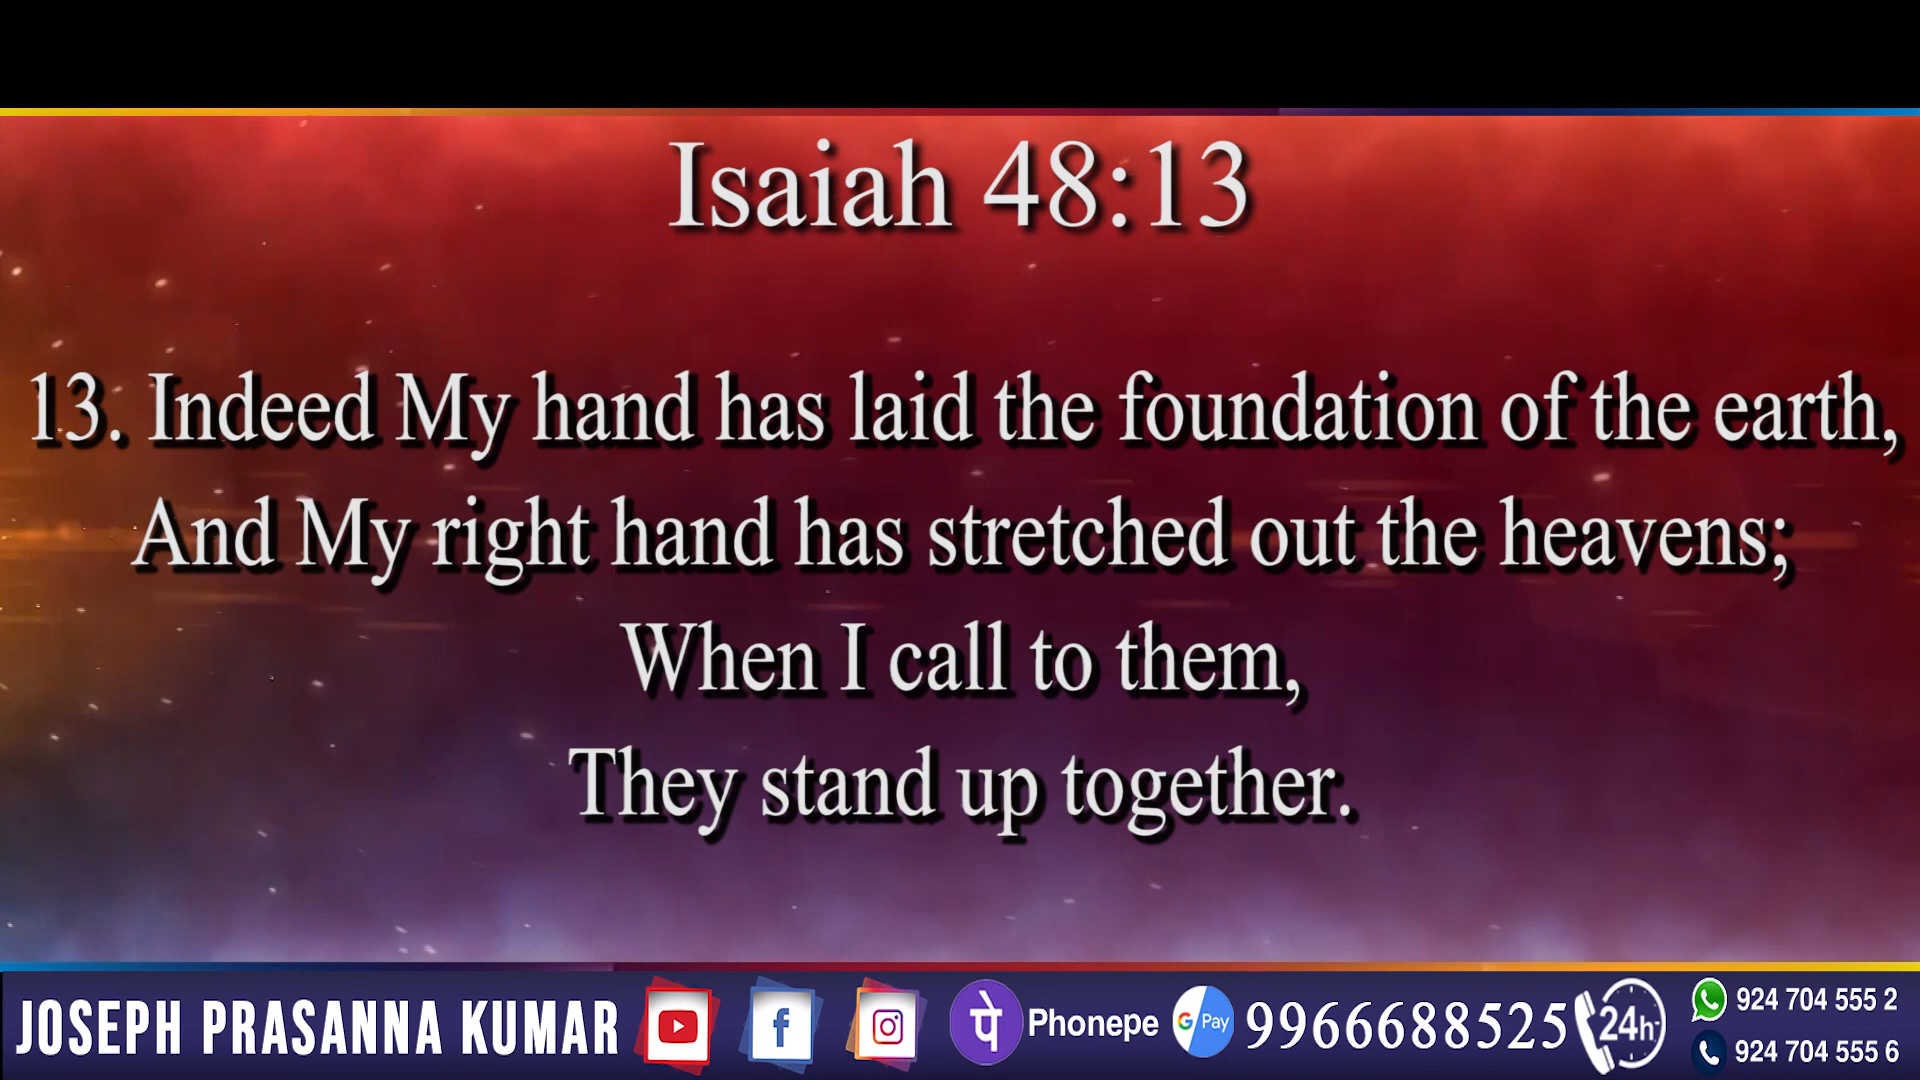 Isaiah 48:13
13. Indeed My hand has laid the foundation of the earth,
And My right hand has stretched out the heavens;
When I call to them,
They stand up together.
JOSEPH PRASANNA KUMAR f पे Phonepe G Pay 9966688525 24h 924 704 555 2
924 704 555 6